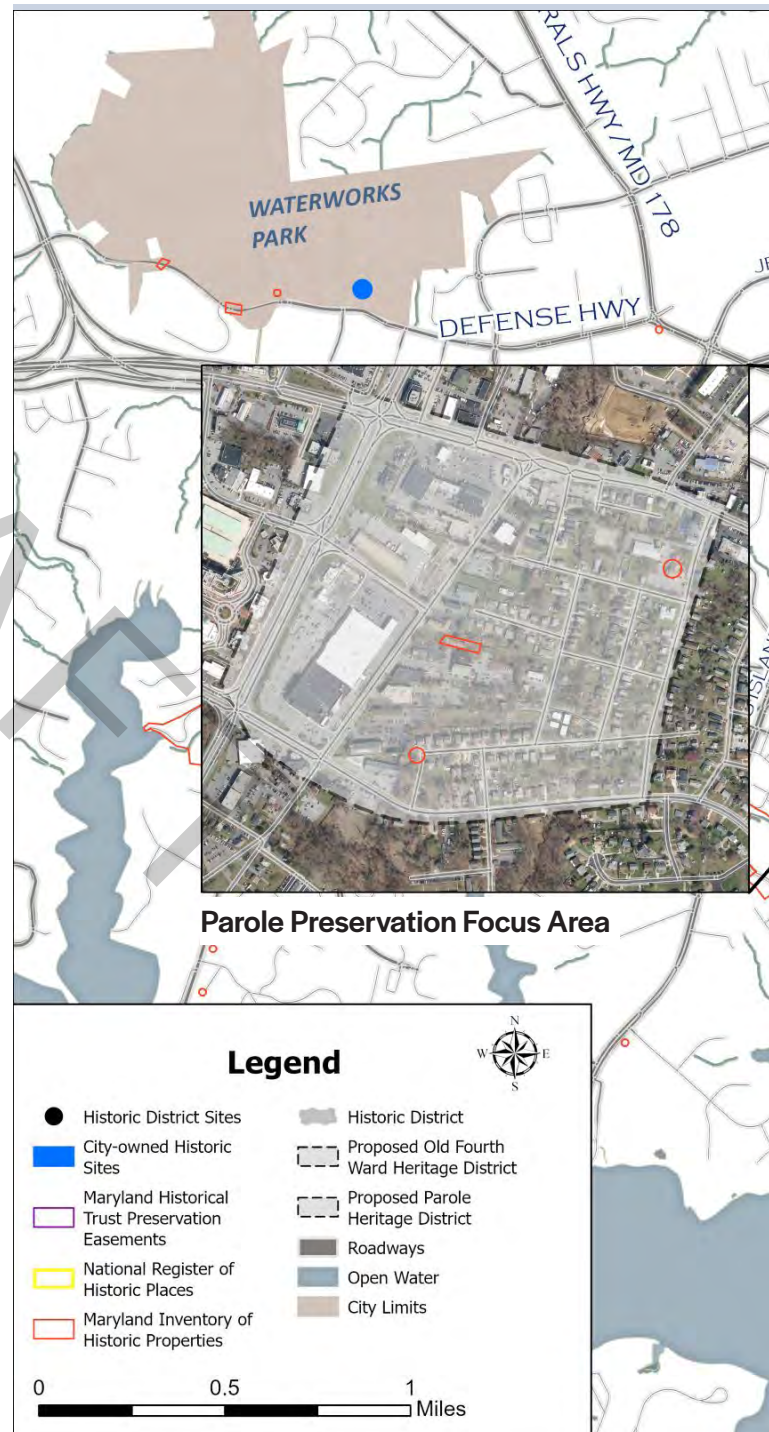 RALS HWY / MD 178
WATERWORKS
PARK
DEFENSE HWY
Parole Preservation Focus Area
Legend
N
W
E
S
Historic District Sites
City-owned Historic
Sites
Maryland Historical
Trust Preservation
Easements
National Register of
Historic Places
Maryland Inventory of
Historic Properties
Historic District
Proposed Old Fourth
Ward Heritage District
Proposed Parole
Heritage District
Roadways
Open Water
City Limits
0 0.5 1
Miles